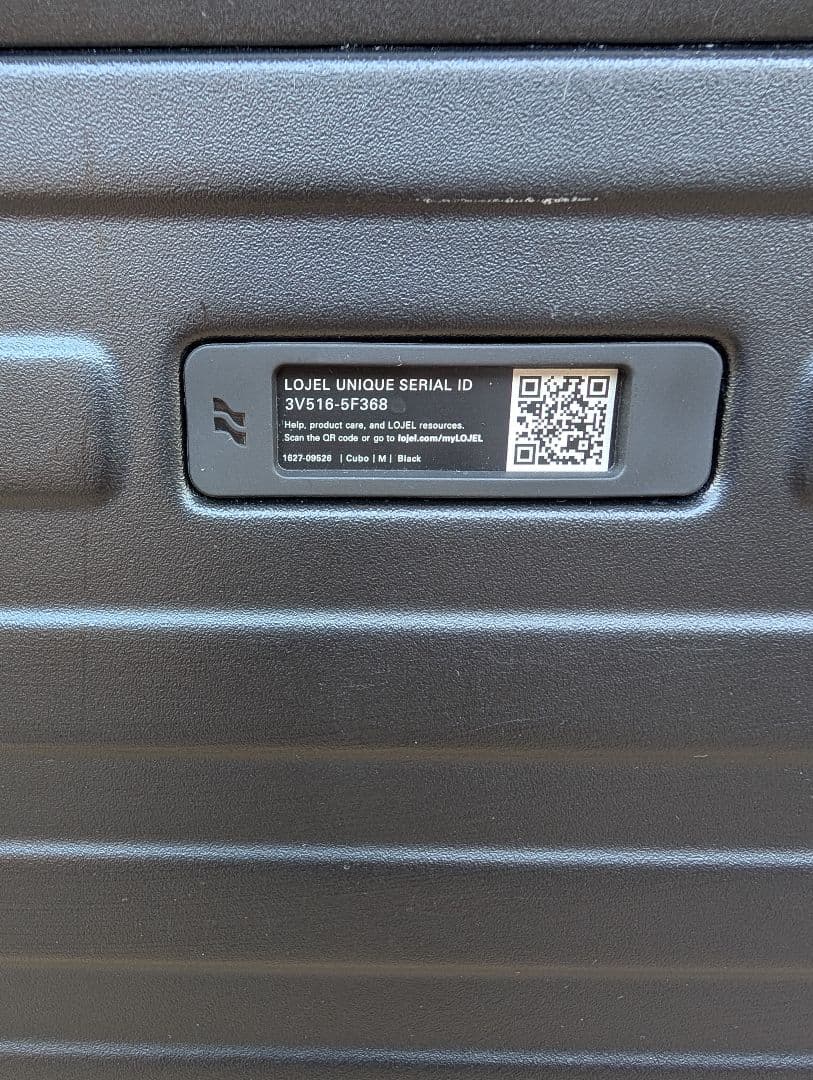 LOJEL UNIQUE SERIAL ID
3V516-5F368
Help, product care, and LOJEL resources.
Scan the QR code or go to lojel.com/myLOJEL
1627-09526 | Cubo | M | Black